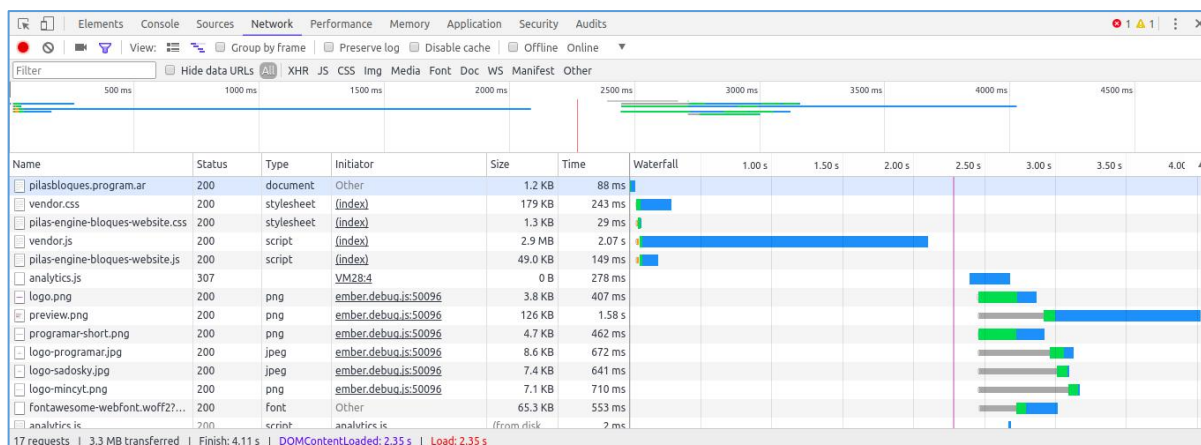 Elements Console Sources Network Performance Memory Application Security Audits 1 1
View: Group by frame Preserve log Disable cache Offline Online
Filter Hide data URLs All XHR JS CSS Img Media Font Doc WS Manifest Other
500 ms 1000 ms 1500 ms 2000 ms 2500 ms 3000 ms 3500 ms 4000 ms 4500 ms
Name Status Type Initiator Size Time Waterfall 1.00 s 1.50 s 2.00 s 2.50 s 3.00 s 3.50 s 4.00
pilasbloques.program.ar 200 document Other 1.2 KB 88 ms
vendor.css 200 stylesheet (index) 179 KB 243 ms
pilas-engine-bloques-website.css 200 stylesheet (index) 1.3 KB 29 ms
vendor.js 200 script (index) 2.9 MB 2.07 s
pilas-engine-bloques-website.js 200 script (index) 49.0 KB 149 ms
analytics.js 307 VM28:4 0 B 278 ms
logo.png 200 png ember.debug.js:50096 3.8 KB 407 ms
preview.png 200 png ember.debug.js:50096 126 KB 1.58 s
programar-short.png 200 png ember.debug.js:50096 4.7 KB 462 ms
logo-programar.jpg 200 jpeg ember.debug.js:50096 8.6 KB 672 ms
logo-sadosky.jpg 200 jpeg ember.debug.js:50096 7.4 KB 641 ms
logo-mincyt.png 200 png ember.debug.js:50096 7.1 KB 710 ms
fontawesome-webfont.woff2?... 200 font Other 65.3 KB 553 ms
analytics.js 200 script analytics.js (from disk 2 ms
17 requests | 3.3 MB transferred | Finish: 4.11 s | DOMContentLoaded: 2.35 s | Load: 2.35 s